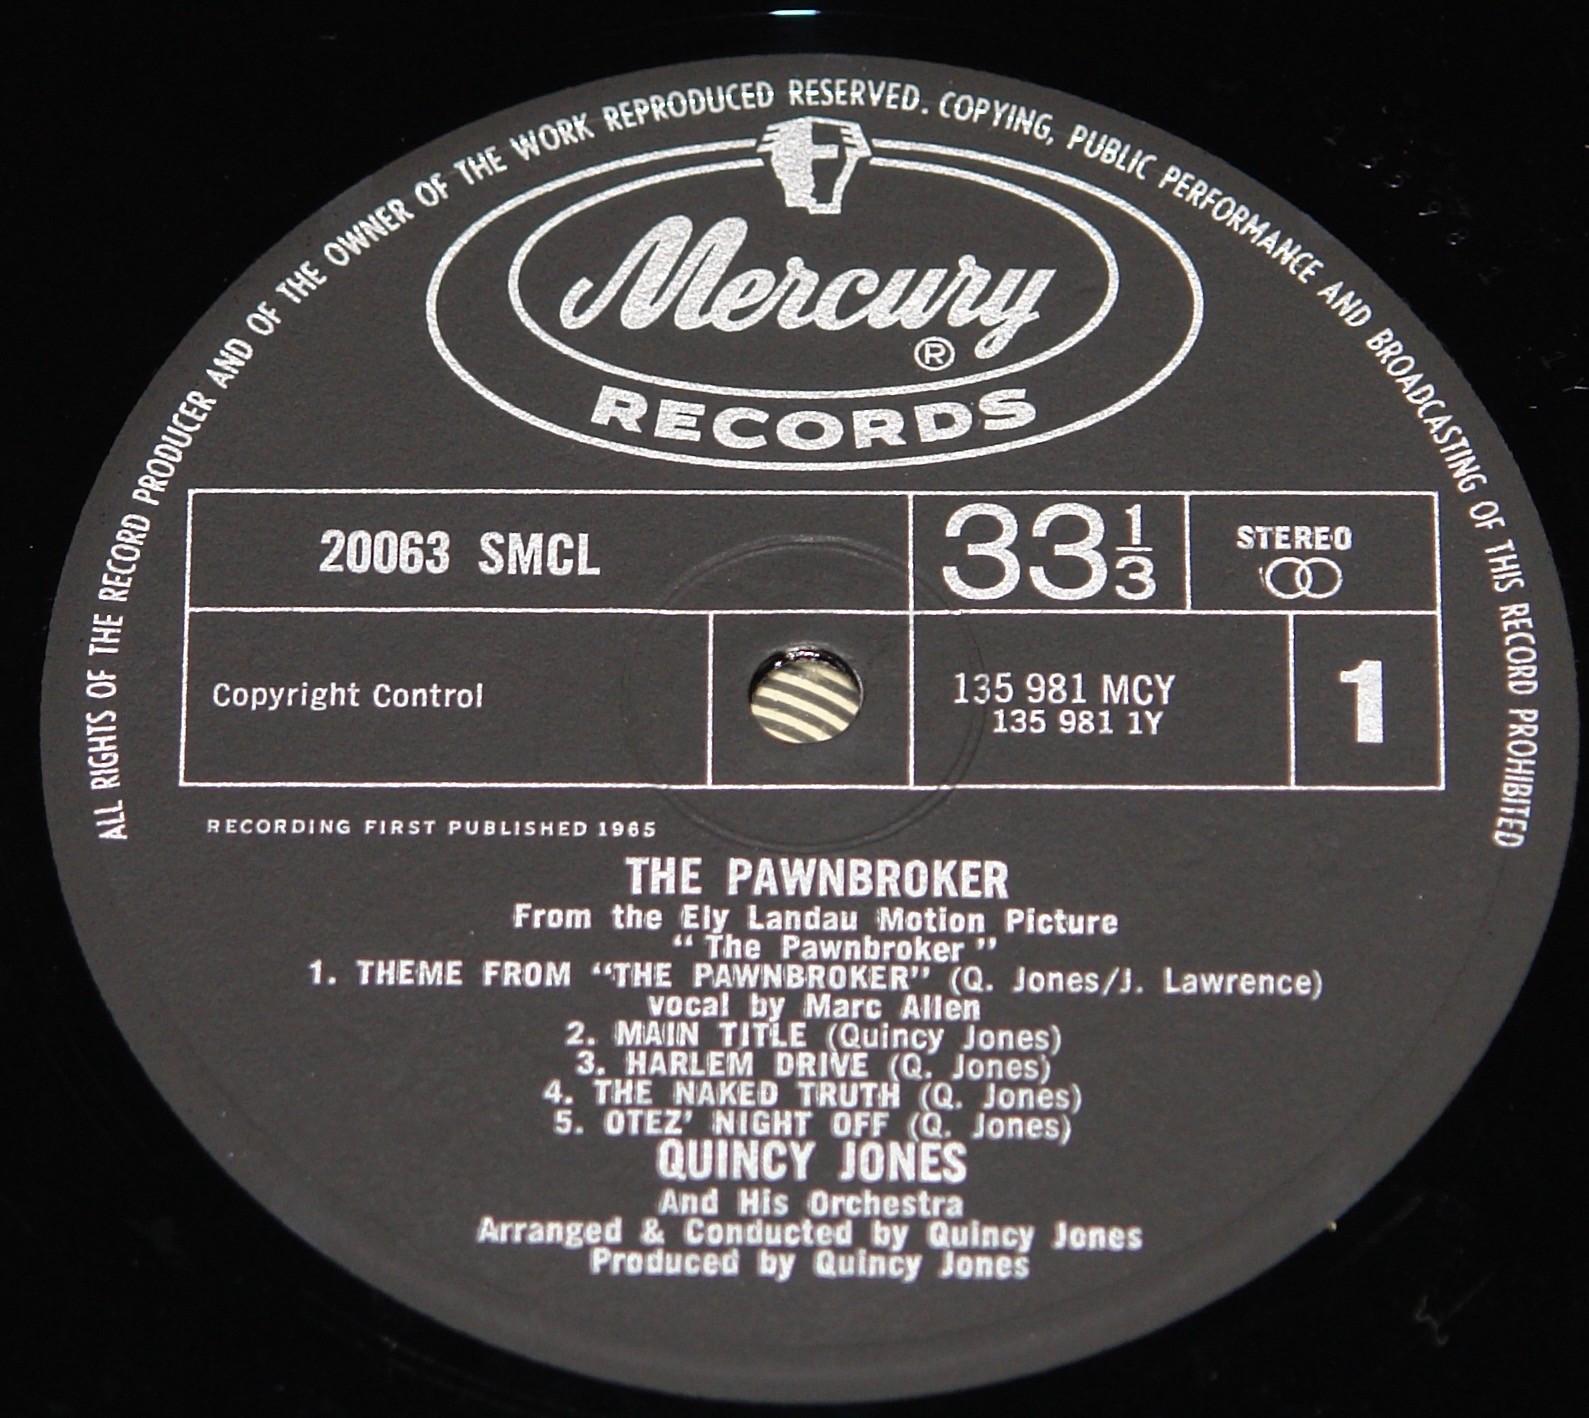 ALL RIGHTS OF THE RECORD PRODUCER AND OF THE OWNER OF THE WORK REPRODUCED RESERVED. COPYING, PUBLIC PERFORMANCE AND BROADCASTING OF THIS RECORD PROHIBITED
Mercury
®
RECORDS
20063 SMCL
33 1/3
STEREO
Copyright Control
135 981 MCY
135 981 1Y
1
RECORDING FIRST PUBLISHED 1965
THE PAWNBROKER
From the Ely Landau Motion Picture
“ The Pawnbroker ”
1. THEME FROM “THE PAWNBROKER” (Q. Jones/J. Lawrence)
vocal by Marc Allen
2. MAIN TITLE (Quincy Jones)
3. HARLEM DRIVE (Q. Jones)
4. THE NAKED TRUTH (Q. Jones)
5. OTEZ’ NIGHT OFF (Q. Jones)
QUINCY JONES
And His Orchestra
Arranged & Conducted by Quincy Jones
Produced by Quincy Jones